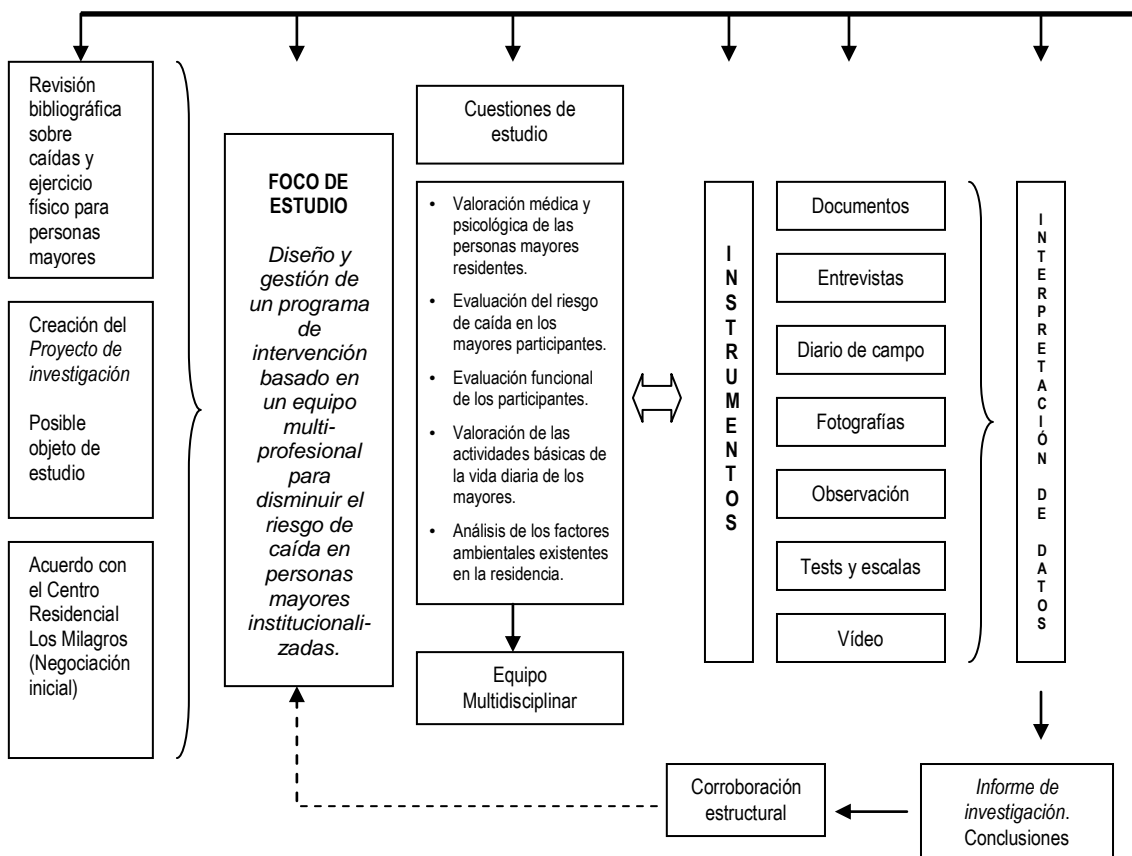 Revisión
bibliográfica
sobre
caídas y
ejercicio
físico para
personas
mayores
Creación del
Proyecto de
investigación
Posible
objeto de
estudio
Acuerdo con
el Centro
Residencial
Los Milagros
(Negociación
inicial)
FOCO DE
ESTUDIO
Diseño y
gestión de
un programa
de
intervención
basado en
un equipo
multi-
profesional
para
disminuir el
riesgo de
caída en
personas
mayores
institucionali-
zadas.
Cuestiones de
estudio
• Valoración médica y
psicológica de las
personas mayores
residentes.
• Evaluación del riesgo
de caída en los
mayores participantes.
• Evaluación funcional
de los participantes.
• Valoración de las
actividades básicas de
la vida diaria de los
mayores.
• Análisis de los factores
ambientales existentes
en la residencia.
Equipo
Multidisciplinar
INSTRUMENTOS
Documentos
Entrevistas
Diario de campo
Fotografías
Observación
Tests y escalas
Vídeo
INTERPRETACIÓN DE DATOS
Informe de
investigación.
Conclusiones
Corroboración
estructural